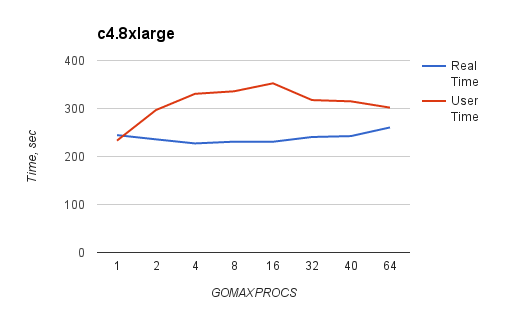 c4.8xlarge
400
300
200
100
0
Time, sec
1 2 4 8 16 32 40 64
GOMAXPROCS
Real
Time
User
Time